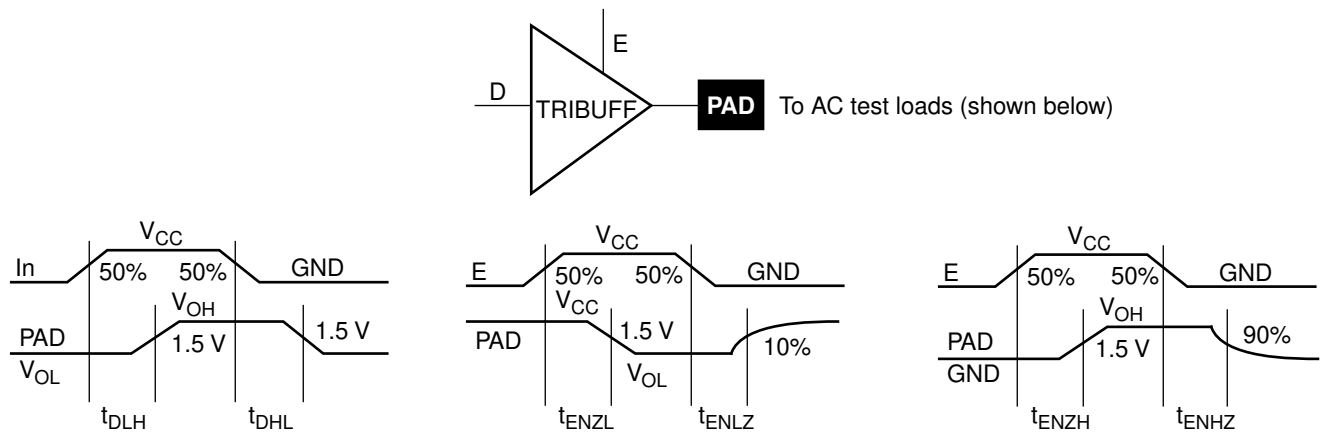 E
D
TRIBUFF
PAD
To AC test loads (shown below)
V_CC
In
50%
50%
GND
V_OH
PAD
1.5 V
1.5 V
V_OL
t_DLH
t_DHL
V_CC
E
50%
50%
GND
V_CC
PAD
1.5 V
10%
V_OL
t_ENZL
t_ENLZ
V_CC
E
50%
50%
GND
V_OH
PAD
1.5 V
90%
GND
t_ENZH
t_ENHZ